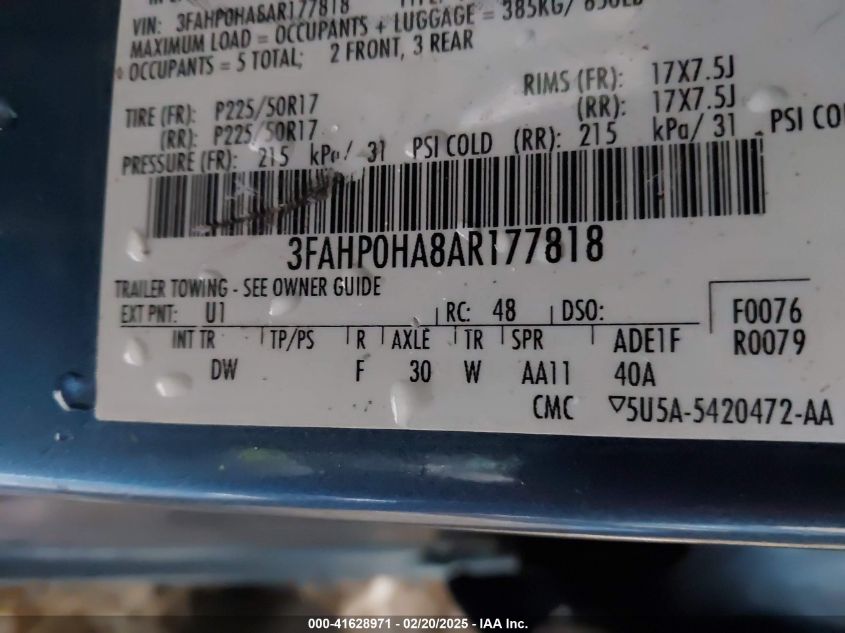 VIN: 3FAHP0HA8AR177818
MAXIMUM LOAD = OCCUPANTS + LUGGAGE = 385KG/ 850LB
OCCUPANTS = 5 TOTAL; 2 FRONT, 3 REAR
TIRE (FR): P225/50R17 RIMS (FR): 17X7.5J
(RR): P225/50R17 (RR): 17X7.5J
PRESSURE (FR): 215 kPa/ 31 PSI COLD (RR): 215 kPa/ 31 PSI CO
3FAHP0HA8AR177818
TRAILER TOWING - SEE OWNER GUIDE
EXT PNT: U1 RC: 48 DSO: F0076
INT TR TP/PS R AXLE TR SPR ADE1F R0079
DW F 30 W AA11 40A
CMC ▽5U5A-5420472-AA
000-41628971 / 02/20/2025 - IAA Inc.